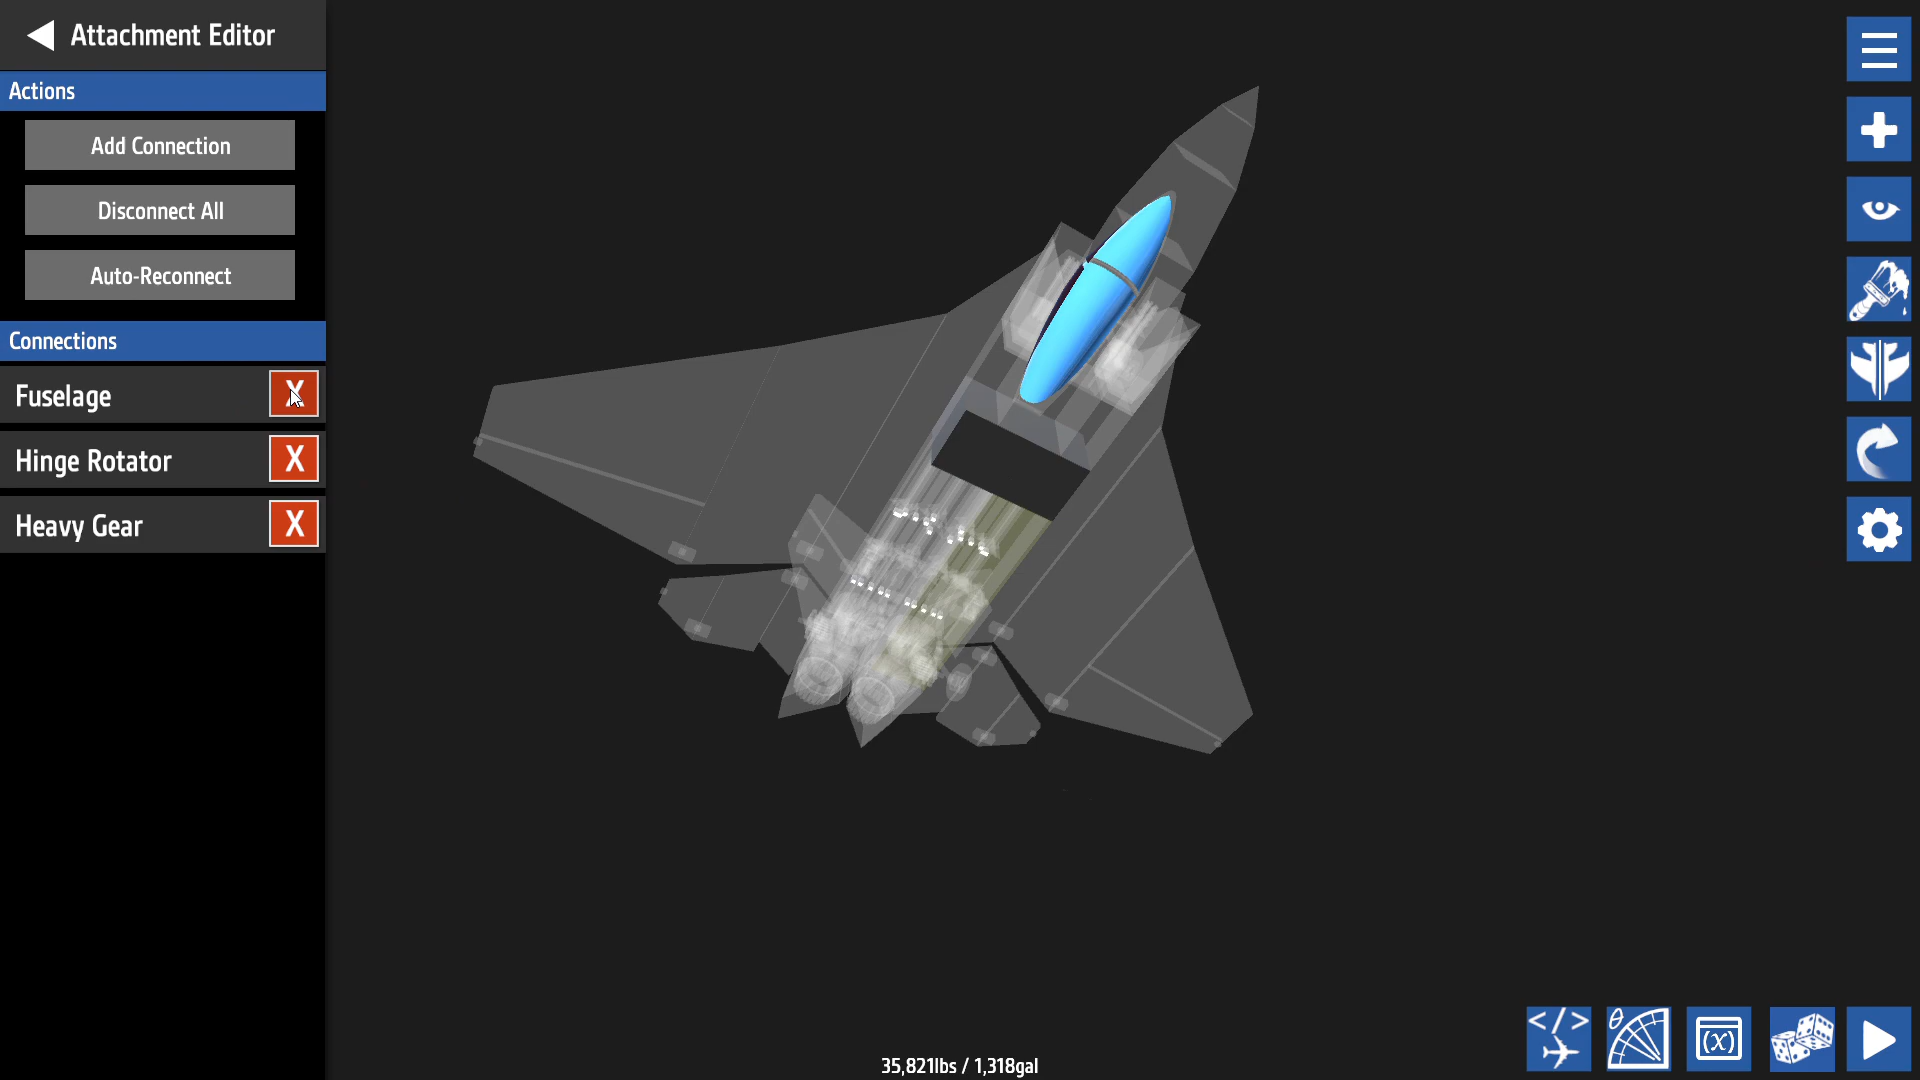 Attachment Editor
Actions
Add Connection
Disconnect All
Auto-Reconnect
Connections
Fuselage X
Hinge Rotator X
Heavy Gear X
</> θ (x)
35,821lbs / 1,318gal